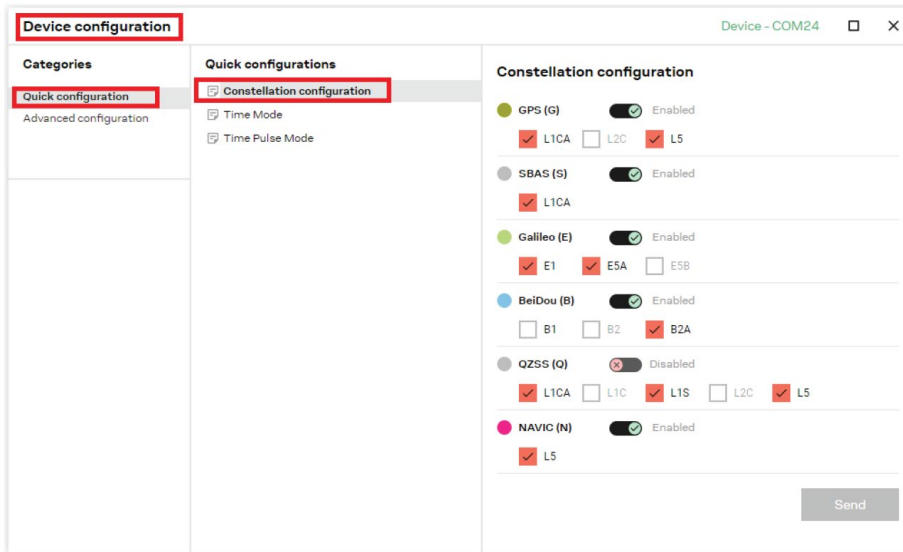 Device configuration
Device - COM24
Categories
Quick configuration
Advanced configuration
Quick configurations
Constellation configuration
Time Mode
Time Pulse Mode
Constellation configuration
GPS (G) Enabled
L1CA L2C L5
SBAS (S) Enabled
L1CA
Galileo (E) Enabled
E1 E5A E5B
BeiDou (B) Enabled
B1 B2 B2A
QZSS (Q) Disabled
L1CA L1C L1S L2C L5
NAVIC (N) Enabled
L5
Send